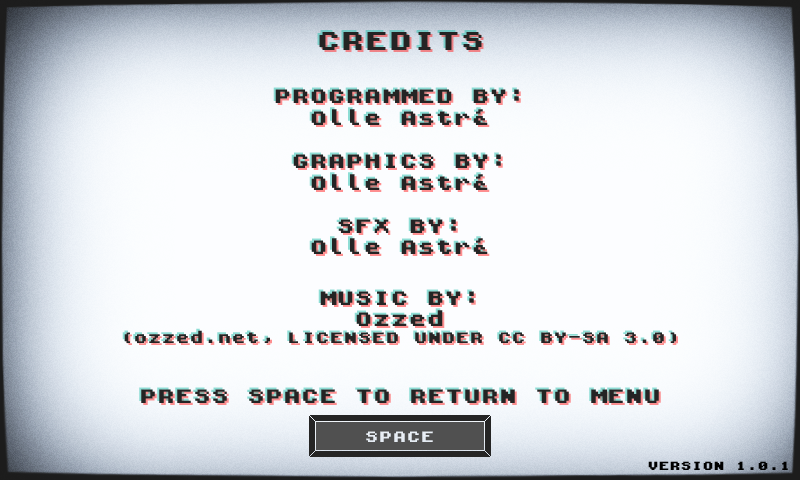 CREDITS
PROGRAMMED BY:
Olle Astré
GRAPHICS BY:
Olle Astré
SFX BY:
Olle Astré
MUSIC BY:
Ozzed
(ozzed.net, LICENSED UNDER CC BY-SA 3.0)
PRESS SPACE TO RETURN TO MENU
SPACE
VERSION 1.0.1